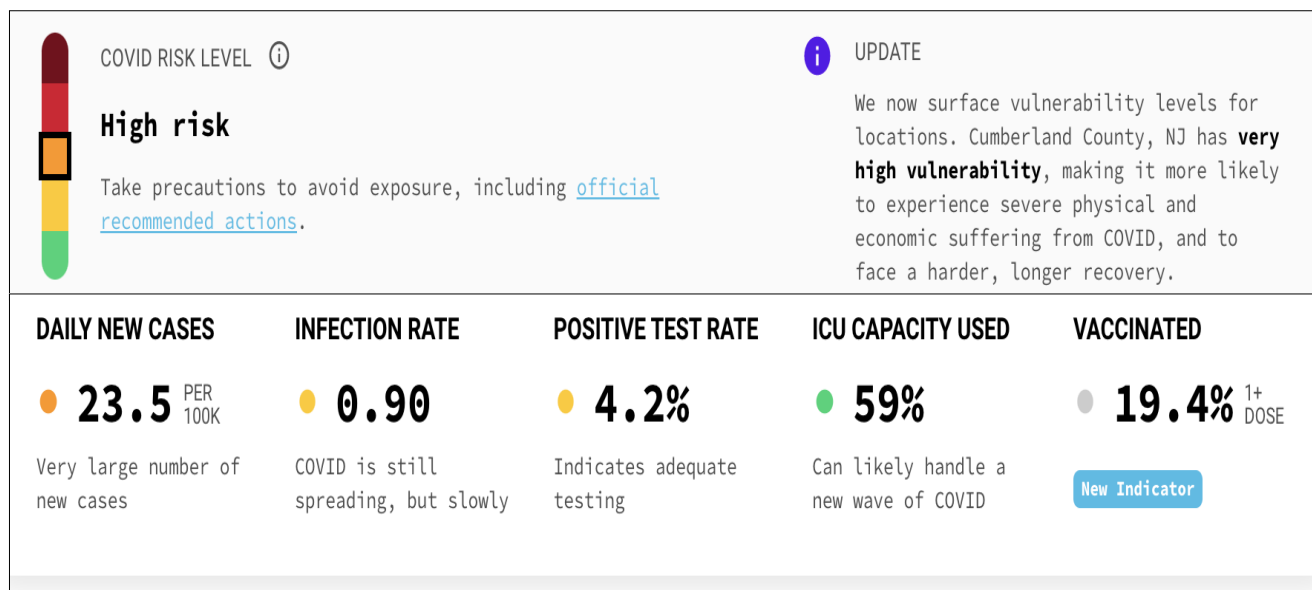 COVID RISK LEVEL
High risk
Take precautions to avoid exposure, including official
recommended actions.
UPDATE
We now surface vulnerability levels for
locations. Cumberland County, NJ has very
high vulnerability, making it more likely
to experience severe physical and
economic suffering from COVID, and to
face a harder, longer recovery.
DAILY NEW CASES
23.5 PER
100K
Very large number of
new cases
INFECTION RATE
0.90
COVID is still
spreading, but slowly
POSITIVE TEST RATE
4.2%
Indicates adequate
testing
ICU CAPACITY USED
59%
Can likely handle a
new wave of COVID
VACCINATED
19.4% 1+
DOSE
New Indicator